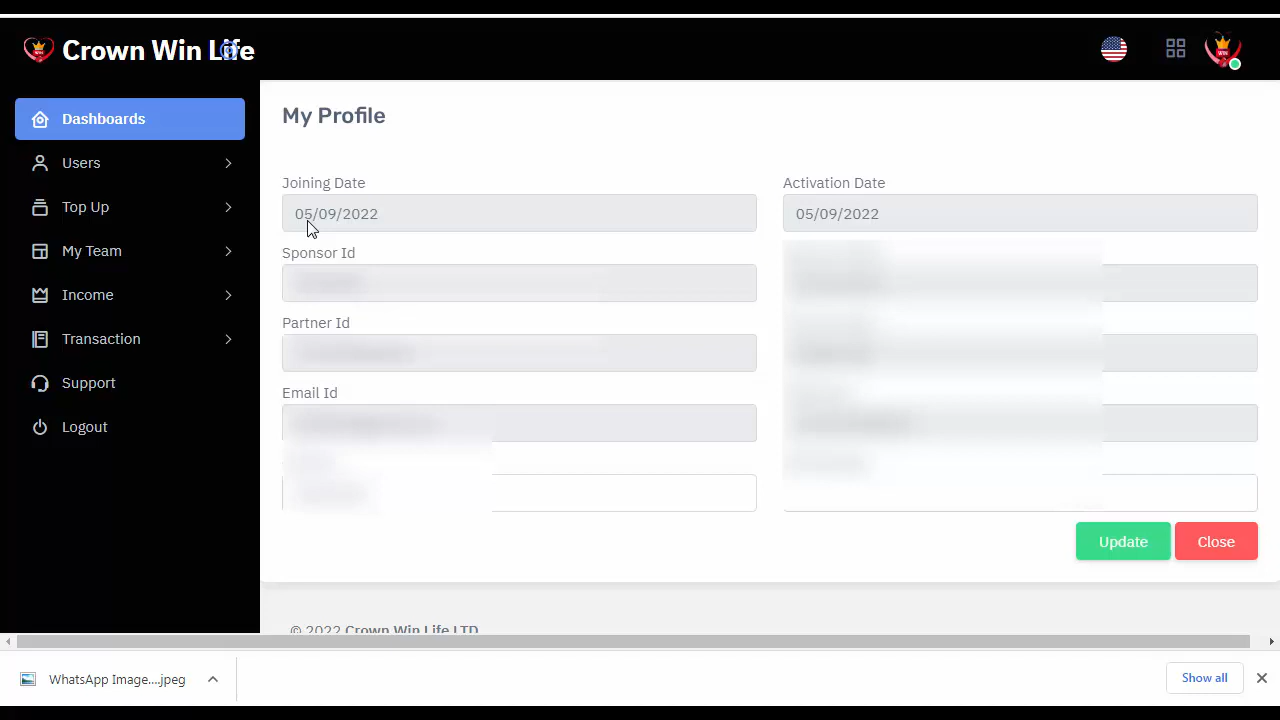 Crown Win Life
Dashboards
Users
Top Up
My Team
Income
Transaction
Support
Logout
My Profile
Joining Date
05/09/2022
Activation Date
05/09/2022
Sponsor Id
Partner Id
Email Id
Update
Close
© 2022 Crown Win Life LTD
WhatsApp Image....jpeg
Show all